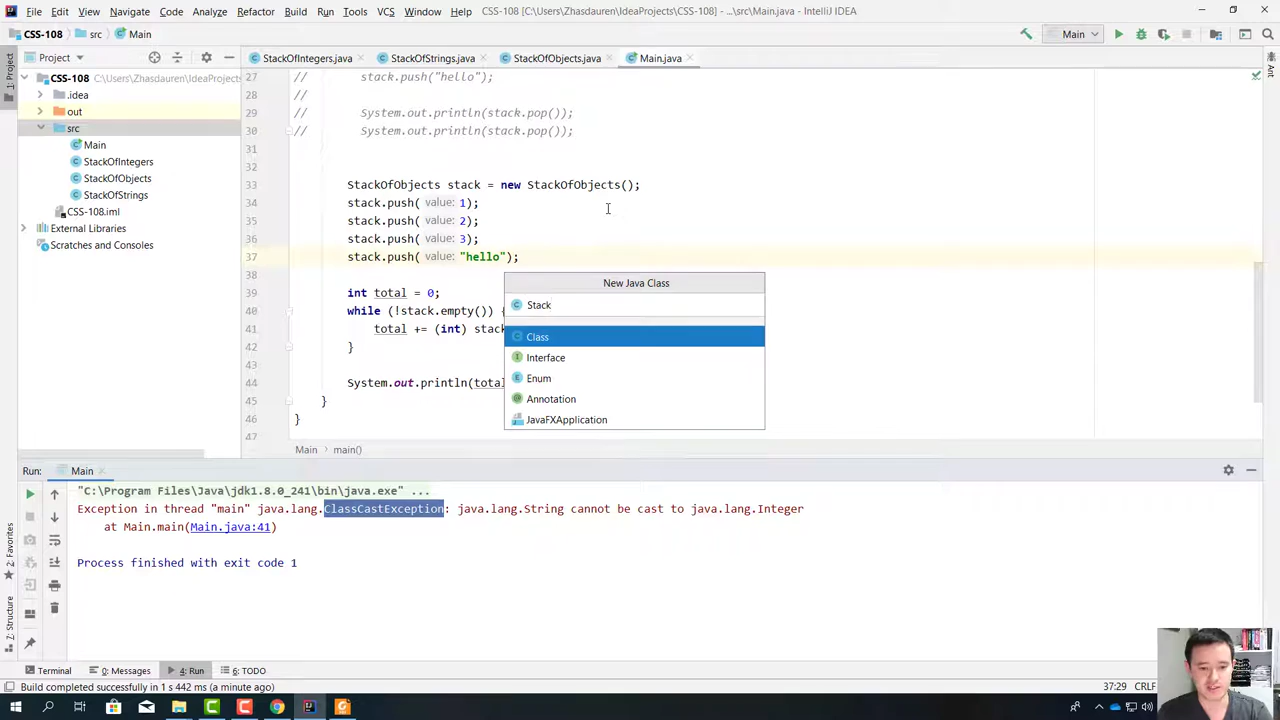 File Edit View Navigate Code Analyze Refactor Build Run Tools VCS Window Help CSS-108 [C:\Users\Zhasdauren\IdeaProjects\CSS-108] - ...\src\Main.java - IntelliJ IDEA
CSS-108 src Main Main
Project StackOfIntegers.java StackOfStrings.java StackOfObjects.java Main.java
1: Project
Ant
CSS-108 C:\Users\Zhasdauren\IdeaProjects
.idea
out
src
Main
StackOfIntegers
StackOfObjects
StackOfStrings
CSS-108.iml
External Libraries
Scratches and Consoles
27 // stack.push("hello");
28 //
29 // System.out.println(stack.pop());
30 // System.out.println(stack.pop());
31
32
33 StackOfObjects stack = new StackOfObjects();
34 stack.push( value: 1);
35 stack.push( value: 2);
36 stack.push( value: 3);
37 stack.push( value: "hello");
38
39 int total = 0;
40 while (!stack.empty()) {
41 total += (int) stack
42 }
43
44 System.out.println(total
45 }
46 }
47
New Java Class
Stack
Class
Interface
Enum
Annotation
JavaFXApplication
Main main()
Run: Main
"C:\Program Files\Java\jdk1.8.0_241\bin\java.exe" ...
Exception in thread "main" java.lang.ClassCastException: java.lang.String cannot be cast to java.lang.Integer
at Main.main(Main.java:41)
Process finished with exit code 1
2: Favorites
7: Structure
Terminal 0: Messages 4: Run 6: TODO
Build completed successfully in 1 s 442 ms (a minute ago) 37:29 CRLF